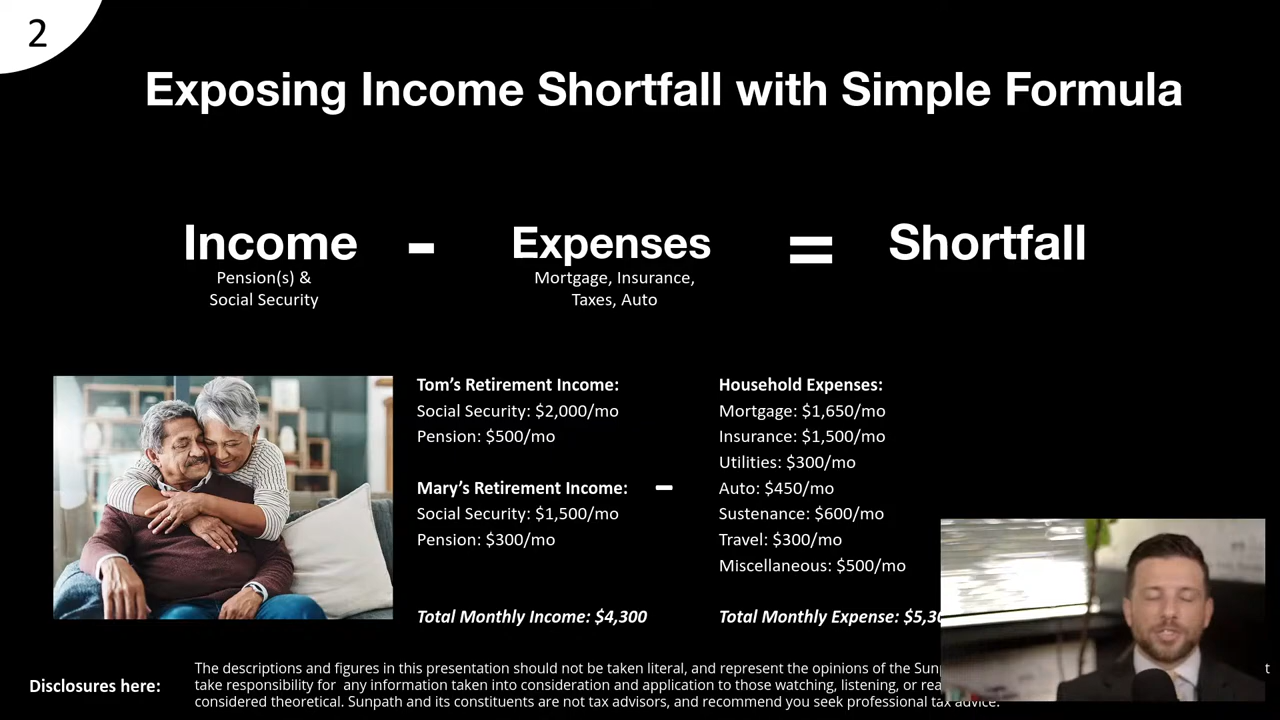 2
Exposing Income Shortfall with Simple Formula
Income - Expenses = Shortfall
Pension(s) &
Social Security
Mortgage, Insurance,
Taxes, Auto
Tom's Retirement Income:
Social Security: $2,000/mo
Pension: $500/mo
Mary's Retirement Income:
Social Security: $1,500/mo
Pension: $300/mo
Total Monthly Income: $4,300
-
Household Expenses:
Mortgage: $1,650/mo
Insurance: $1,500/mo
Utilities: $300/mo
Auto: $450/mo
Sustenance: $600/mo
Travel: $300/mo
Miscellaneous: $500/mo
Total Monthly Expense:
Disclosures here:
The descriptions and figures in this presentation should not be taken literal, and represent the opinions of the
take responsibility for any information taken into consideration and application to those watching, listening, or
considered theoretical. Sunpath and its constituents are not tax advisors, and recommend you seek professional tax advice.